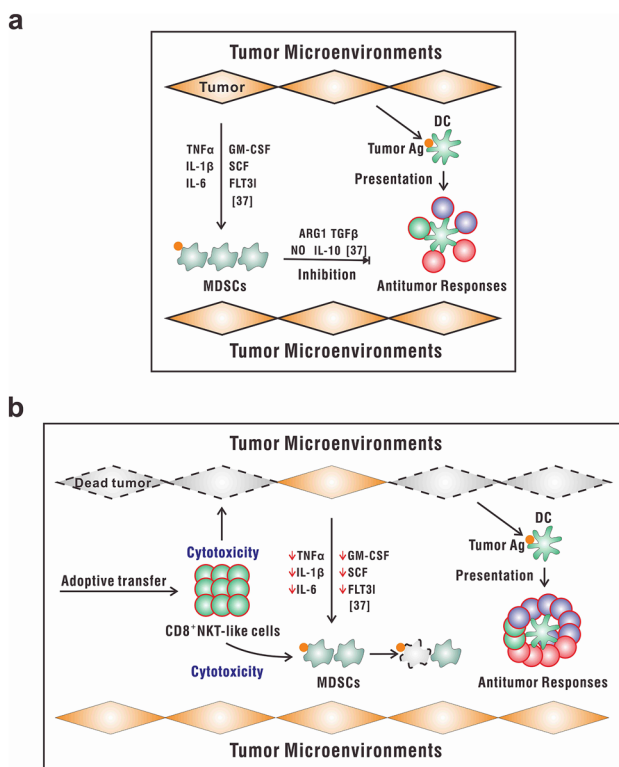 a
Tumor Microenvironments
Tumor
DC
Tumor Ag
TNFα GM-CSF
IL-1β SCF
IL-6 FLT3l
[37]
Presentation
ARG1 TGFβ
NO IL-10 [37]
Inhibition
MDSCs
Antitumor Responses
Tumor Microenvironments
b
Tumor Microenvironments
Dead tumor
DC
Tumor Ag
Cytotoxicity
↓TNFα ↓GM-CSF
↓IL-1β ↓SCF
↓IL-6 ↓FLT3l
[37]
Presentation
Adoptive transfer
CD8⁺NKT-like cells
Cytotoxicity
MDSCs
Antitumor Responses
Tumor Microenvironments